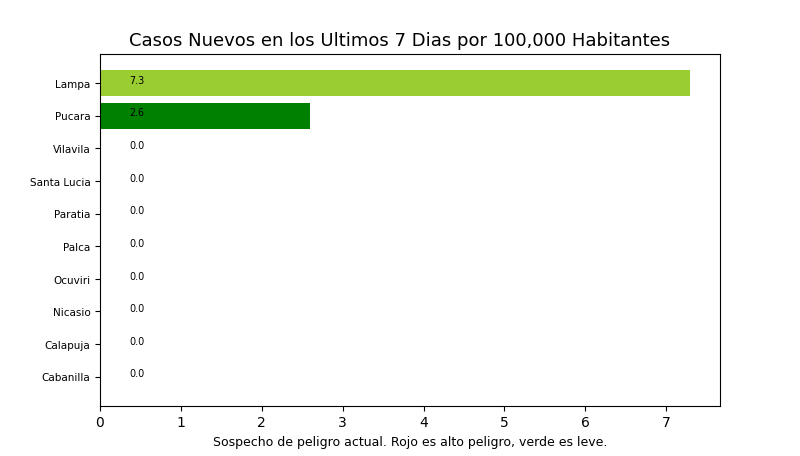 Casos Nuevos en los Ultimos 7 Dias por 100,000 Habitantes
Lampa 7.3
Pucara 2.6
Vilavila 0.0
Santa Lucia 0.0
Paratia 0.0
Palca 0.0
Ocuviri 0.0
Nicasio 0.0
Calapuja 0.0
Cabanilla 0.0
0 1 2 3 4 5 6 7
Sospecho de peligro actual. Rojo es alto peligro, verde es leve.